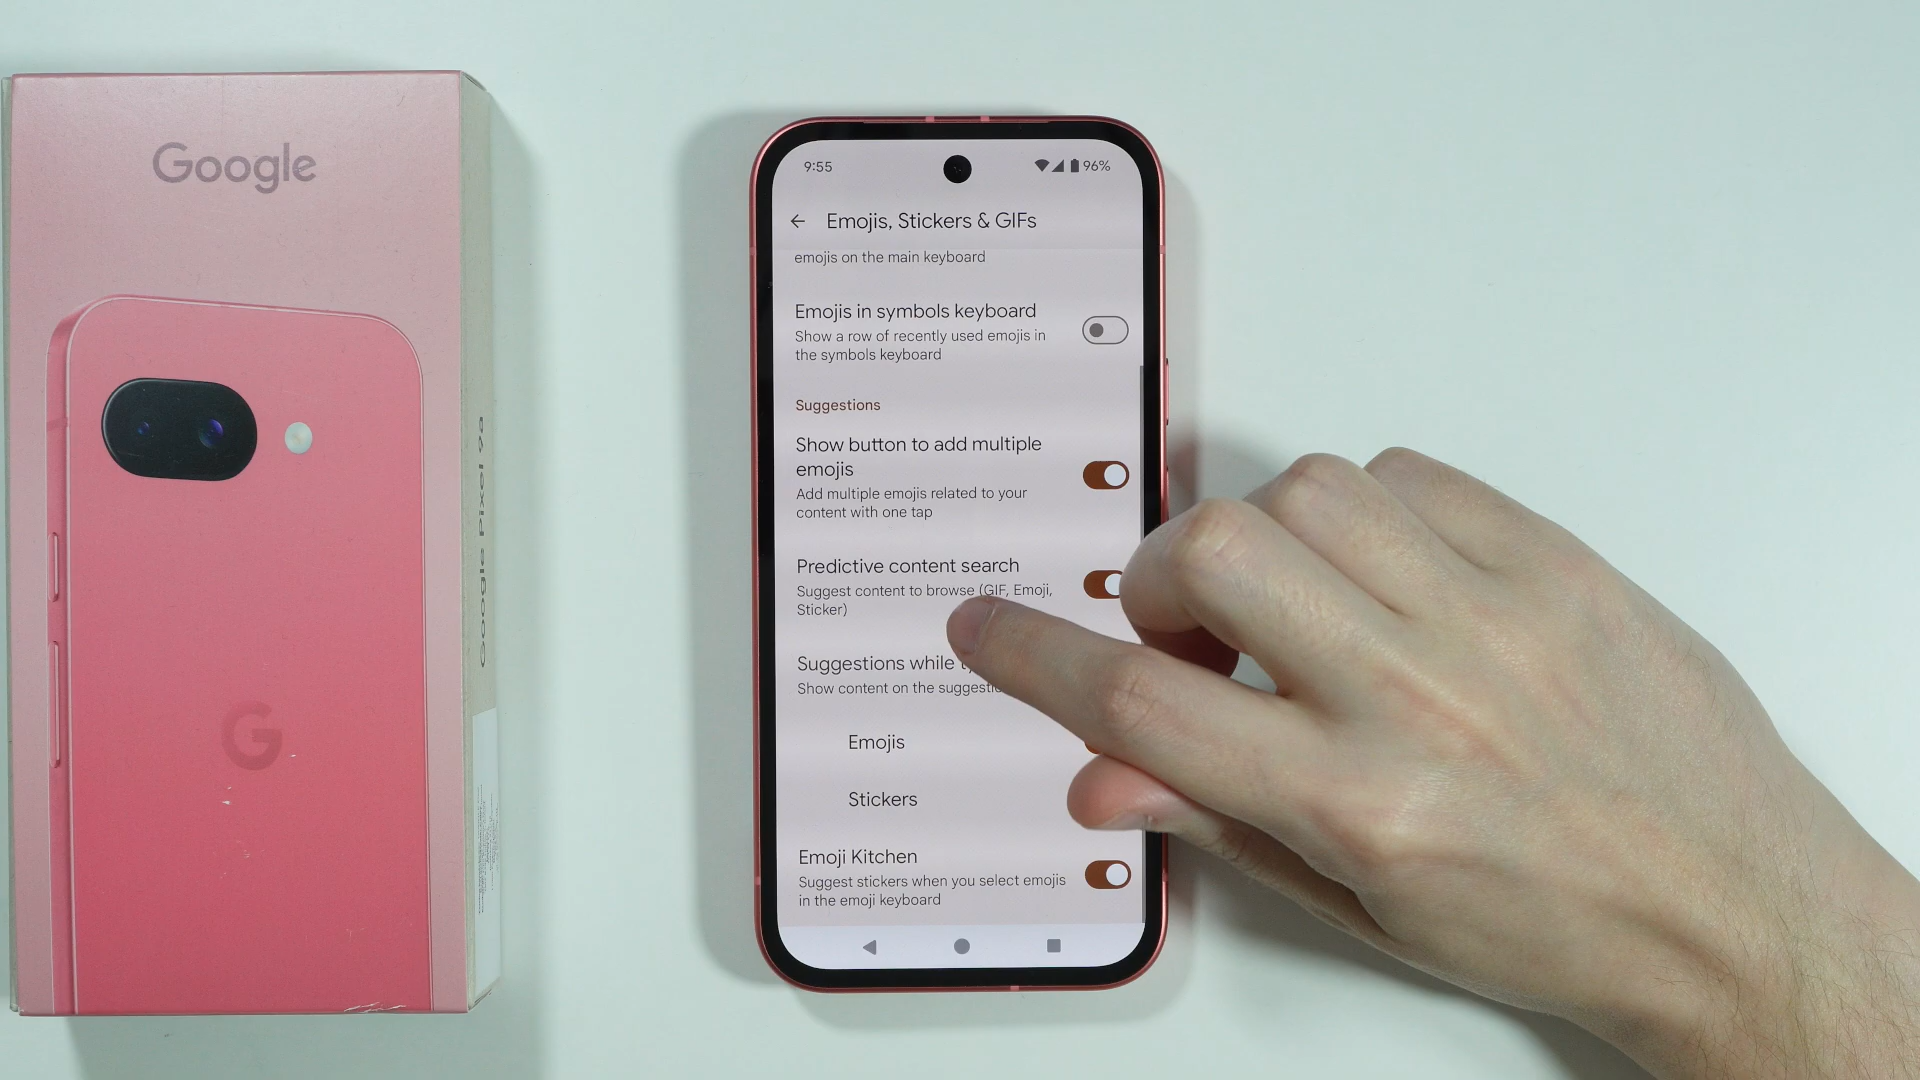 Google
Google Pixel 9a
9:55
96%
Emojis, Stickers & GIFs
emojis on the main keyboard
Emojis in symbols keyboard
Show a row of recently used emojis in
the symbols keyboard
Suggestions
Show button to add multiple
emojis
Add multiple emojis related to your
content with one tap
Predictive content search
Suggest content to browse (GIF, Emoji,
Sticker)
Suggestions while
Show content on the
Emojis
Stickers
Emoji Kitchen
Suggest stickers when you select emojis
in the emoji keyboard